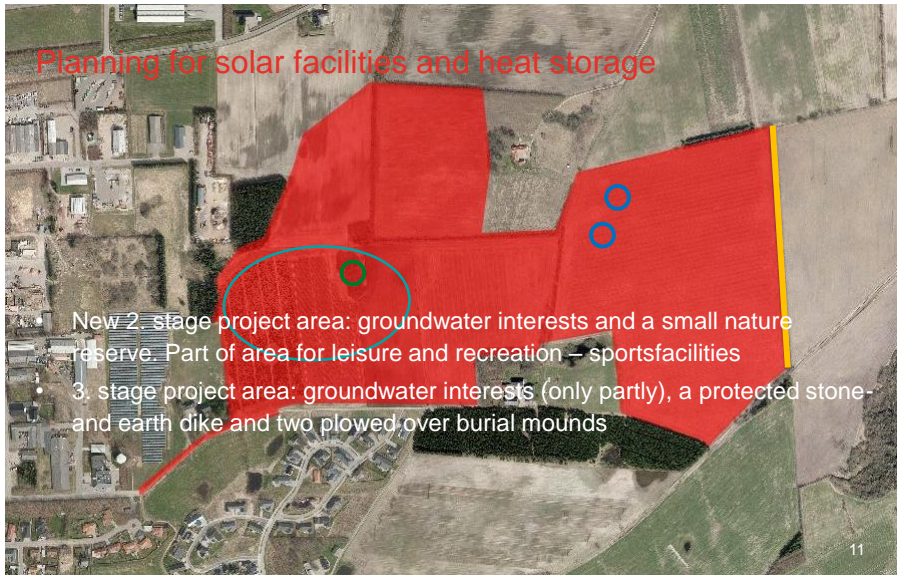 Planning for solar facilities and heat storage
• New 2. stage project area: groundwater interests and a small nature
reserve. Part of area for leisure and recreation – sportsfacilities
• 3. stage project area: groundwater interests (only partly), a protected stone-
and earth dike and two plowed over burial mounds
11